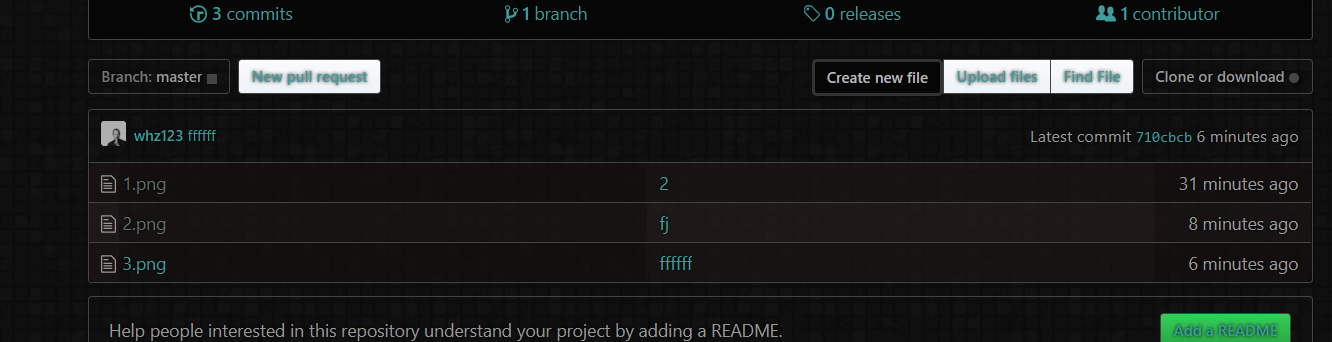 3 commits 1 branch 0 releases 1 contributor
Branch: master New pull request Create new file Upload files Find File Clone or download
whz123 ffffff Latest commit 710cbcb 6 minutes ago
1.png 2 31 minutes ago
2.png fj 8 minutes ago
3.png ffffff 6 minutes ago
Help people interested in this repository understand your project by adding a README. Add a README